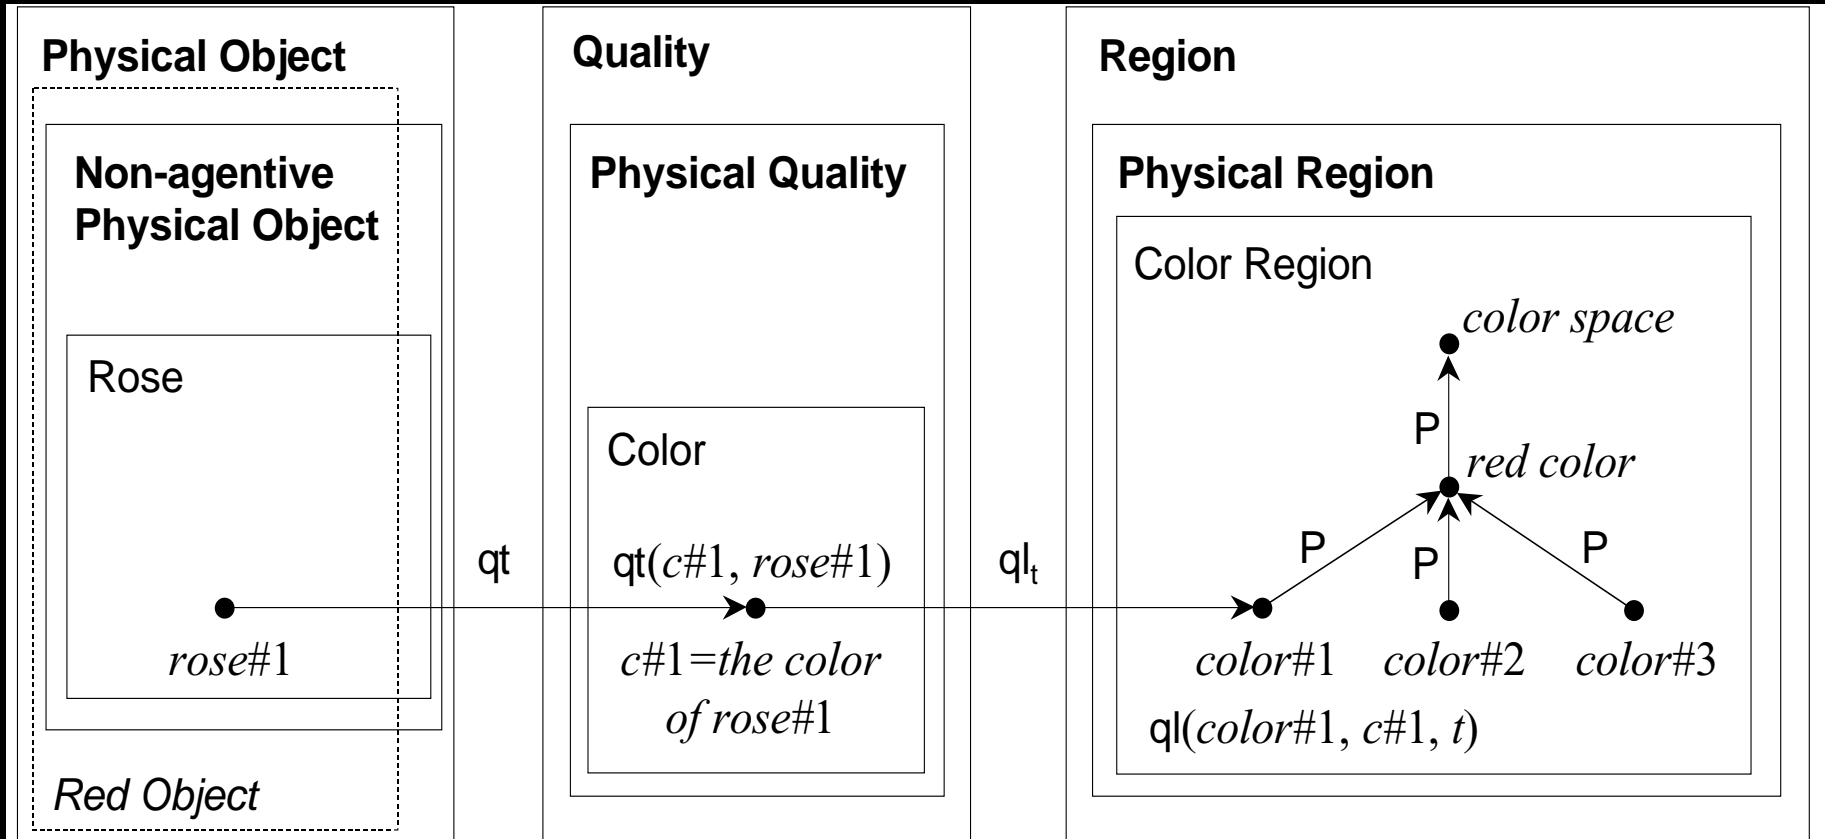 Physical Object
Non-agentive
Physical Object
Rose
rose#1
Red Object
qt
Quality
Physical Quality
Color
qt(c#1, rose#1)
c#1=the color
of rose#1
qlt
Region
Physical Region
Color Region
color space
P
red color
P
P
P
color#1 color#2 color#3
ql(color#1, c#1, t)